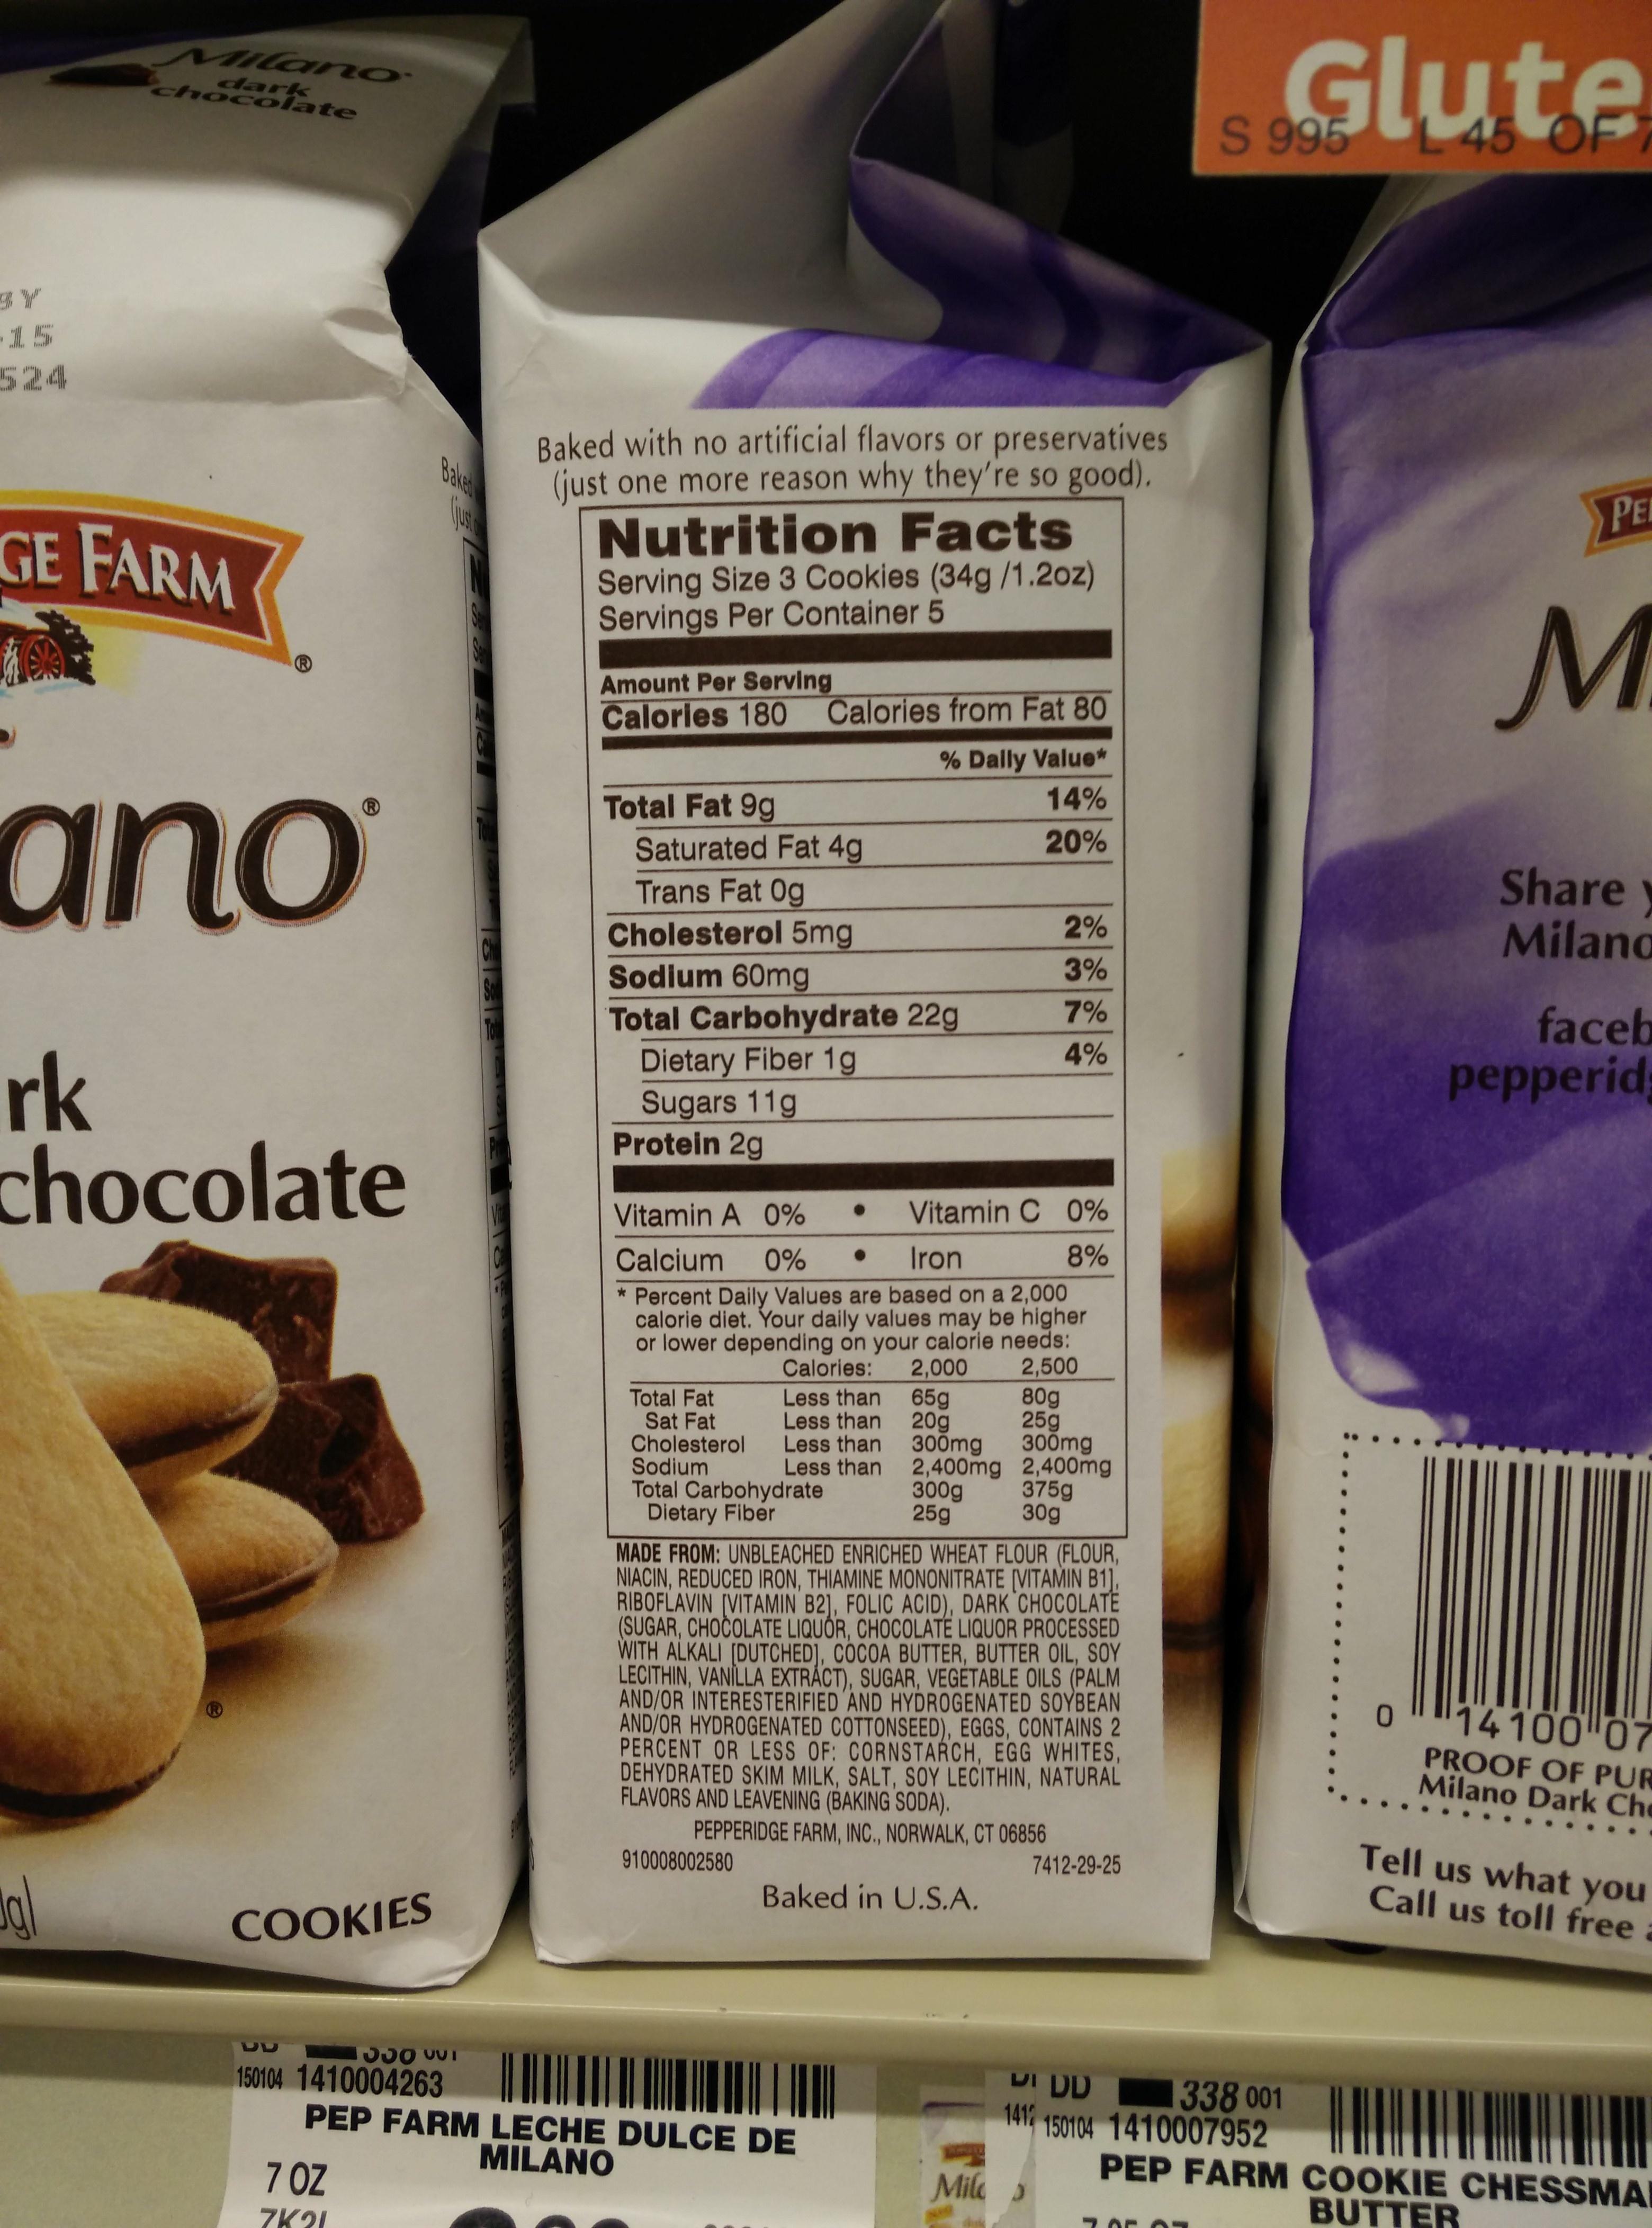 Milano
dark
chocolate
BY
-15
524
GE FARM
®
ano®
rk
chocolate
®
COOKIES
Glute
S 995 L 45 OF 7
Baked with no artificial flavors or preservatives
(just one more reason why they're so good).
Nutrition Facts
Serving Size 3 Cookies (34g /1.2oz)
Servings Per Container 5
Amount Per Serving
Calories 180 Calories from Fat 80
% Daily Value*
Total Fat 9g 14%
Saturated Fat 4g 20%
Trans Fat 0g
Cholesterol 5mg 2%
Sodium 60mg 3%
Total Carbohydrate 22g 7%
Dietary Fiber 1g 4%
Sugars 11g
Protein 2g
Vitamin A 0% • Vitamin C 0%
Calcium 0% • Iron 8%
* Percent Daily Values are based on a 2,000
calorie diet. Your daily values may be higher
or lower depending on your calorie needs:
Calories: 2,000 2,500
Total Fat Less than 65g 80g
Sat Fat Less than 20g 25g
Cholesterol Less than 300mg 300mg
Sodium Less than 2,400mg 2,400mg
Total Carbohydrate 300g 375g
Dietary Fiber 25g 30g
MADE FROM: UNBLEACHED ENRICHED WHEAT FLOUR (FLOUR,
NIACIN, REDUCED IRON, THIAMINE MONONITRATE [VITAMIN B1],
RIBOFLAVIN [VITAMIN B2], FOLIC ACID), DARK CHOCOLATE
(SUGAR, CHOCOLATE LIQUOR, CHOCOLATE LIQUOR PROCESSED
WITH ALKALI [DUTCHED], COCOA BUTTER, BUTTER OIL, SOY
LECITHIN, VANILLA EXTRACT), SUGAR, VEGETABLE OILS (PALM
AND/OR INTERESTERIFIED AND HYDROGENATED SOYBEAN
AND/OR HYDROGENATED COTTONSEED), EGGS, CONTAINS 2
PERCENT OR LESS OF: CORNSTARCH, EGG WHITES,
DEHYDRATED SKIM MILK, SALT, SOY LECITHIN, NATURAL
FLAVORS AND LEAVENING (BAKING SODA).
PEPPERIDGE FARM, INC., NORWALK, CT 06856
910008002580 7412-29-25
Baked in U.S.A.
PE
M
Share y
Milano
faceb
pepperid
0 14100 07
PROOF OF PUR
Milano Dark Ch
Tell us what you
Call us toll free a
338 001
150104 1410004263
PEP FARM LECHE DULCE DE
MILANO
7 OZ
DD 338 001
150104 1410007952
PEP FARM COOKIE CHESSMA
BUTTER